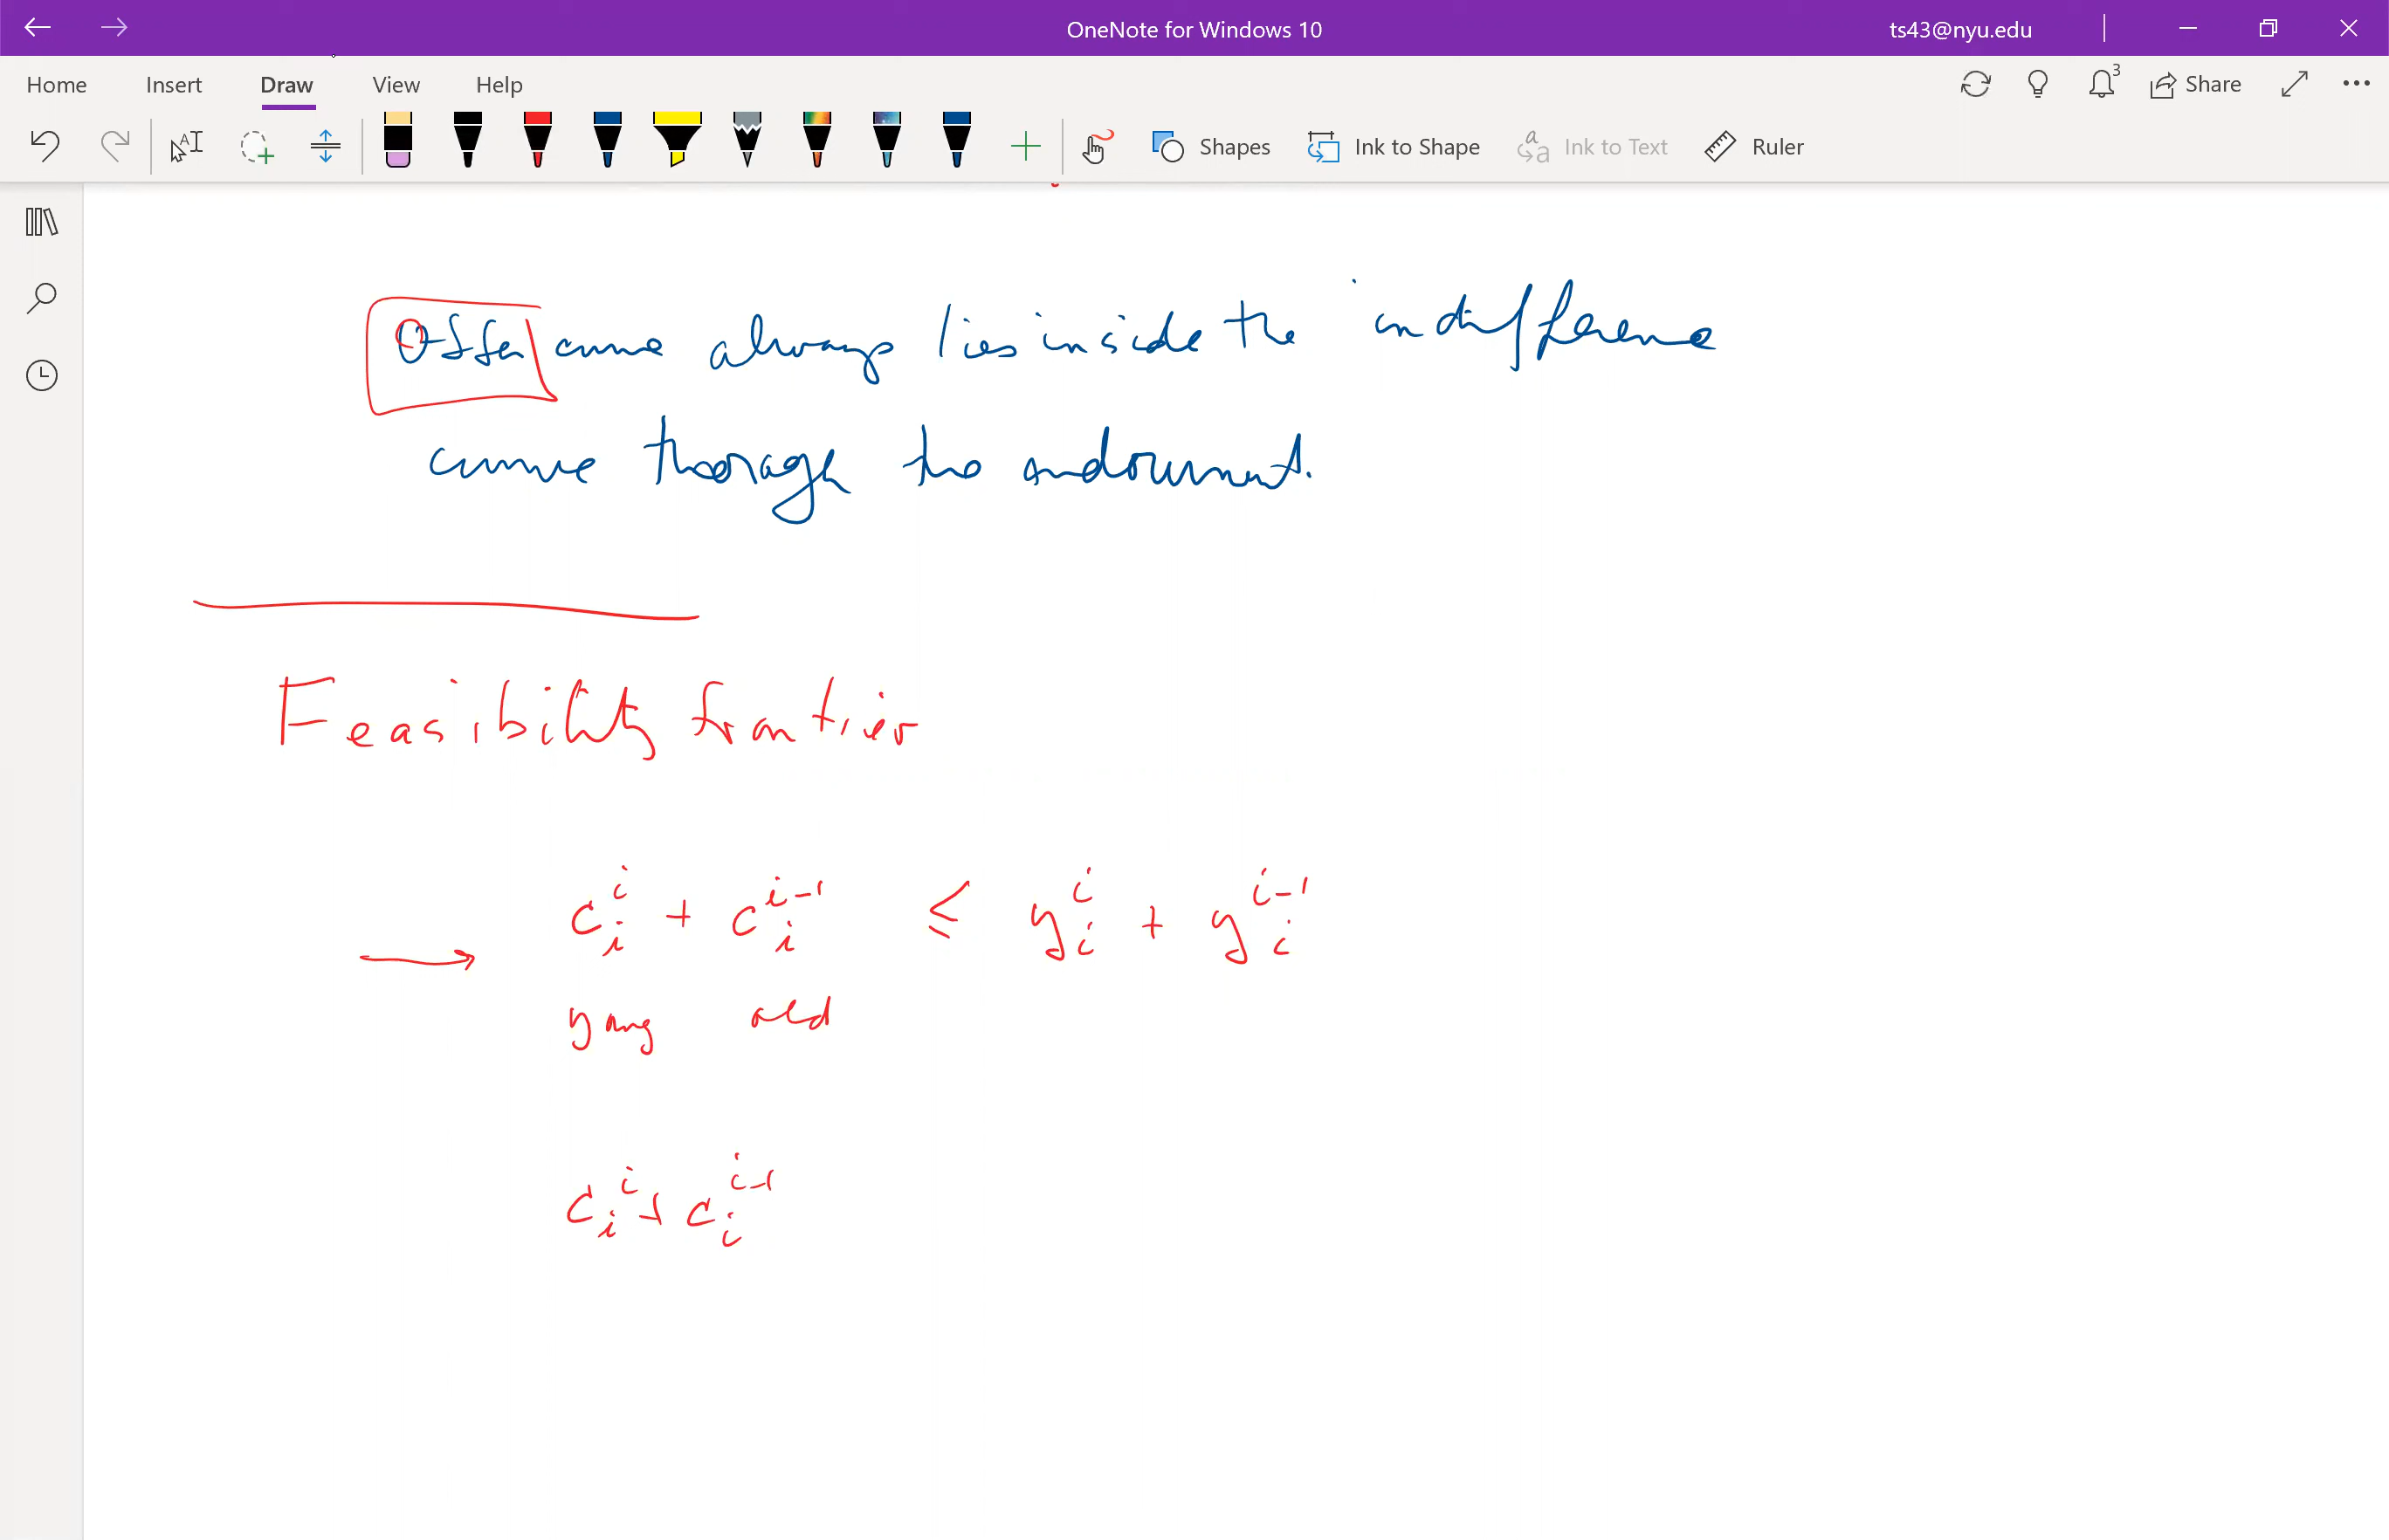 OneNote for Windows 10 ts43@nyu.edu
Home Insert Draw View Help 3 Share
Shapes Ink to Shape Ink to Text Ruler
Offer curve always lies inside the indifference
curve through the endowment.
Feasibility frontier
c_i^i + c_i^{i-1} ≤ y_i^i + y_i^{i-1}
young old
c_i^i + c_i^{i-1}